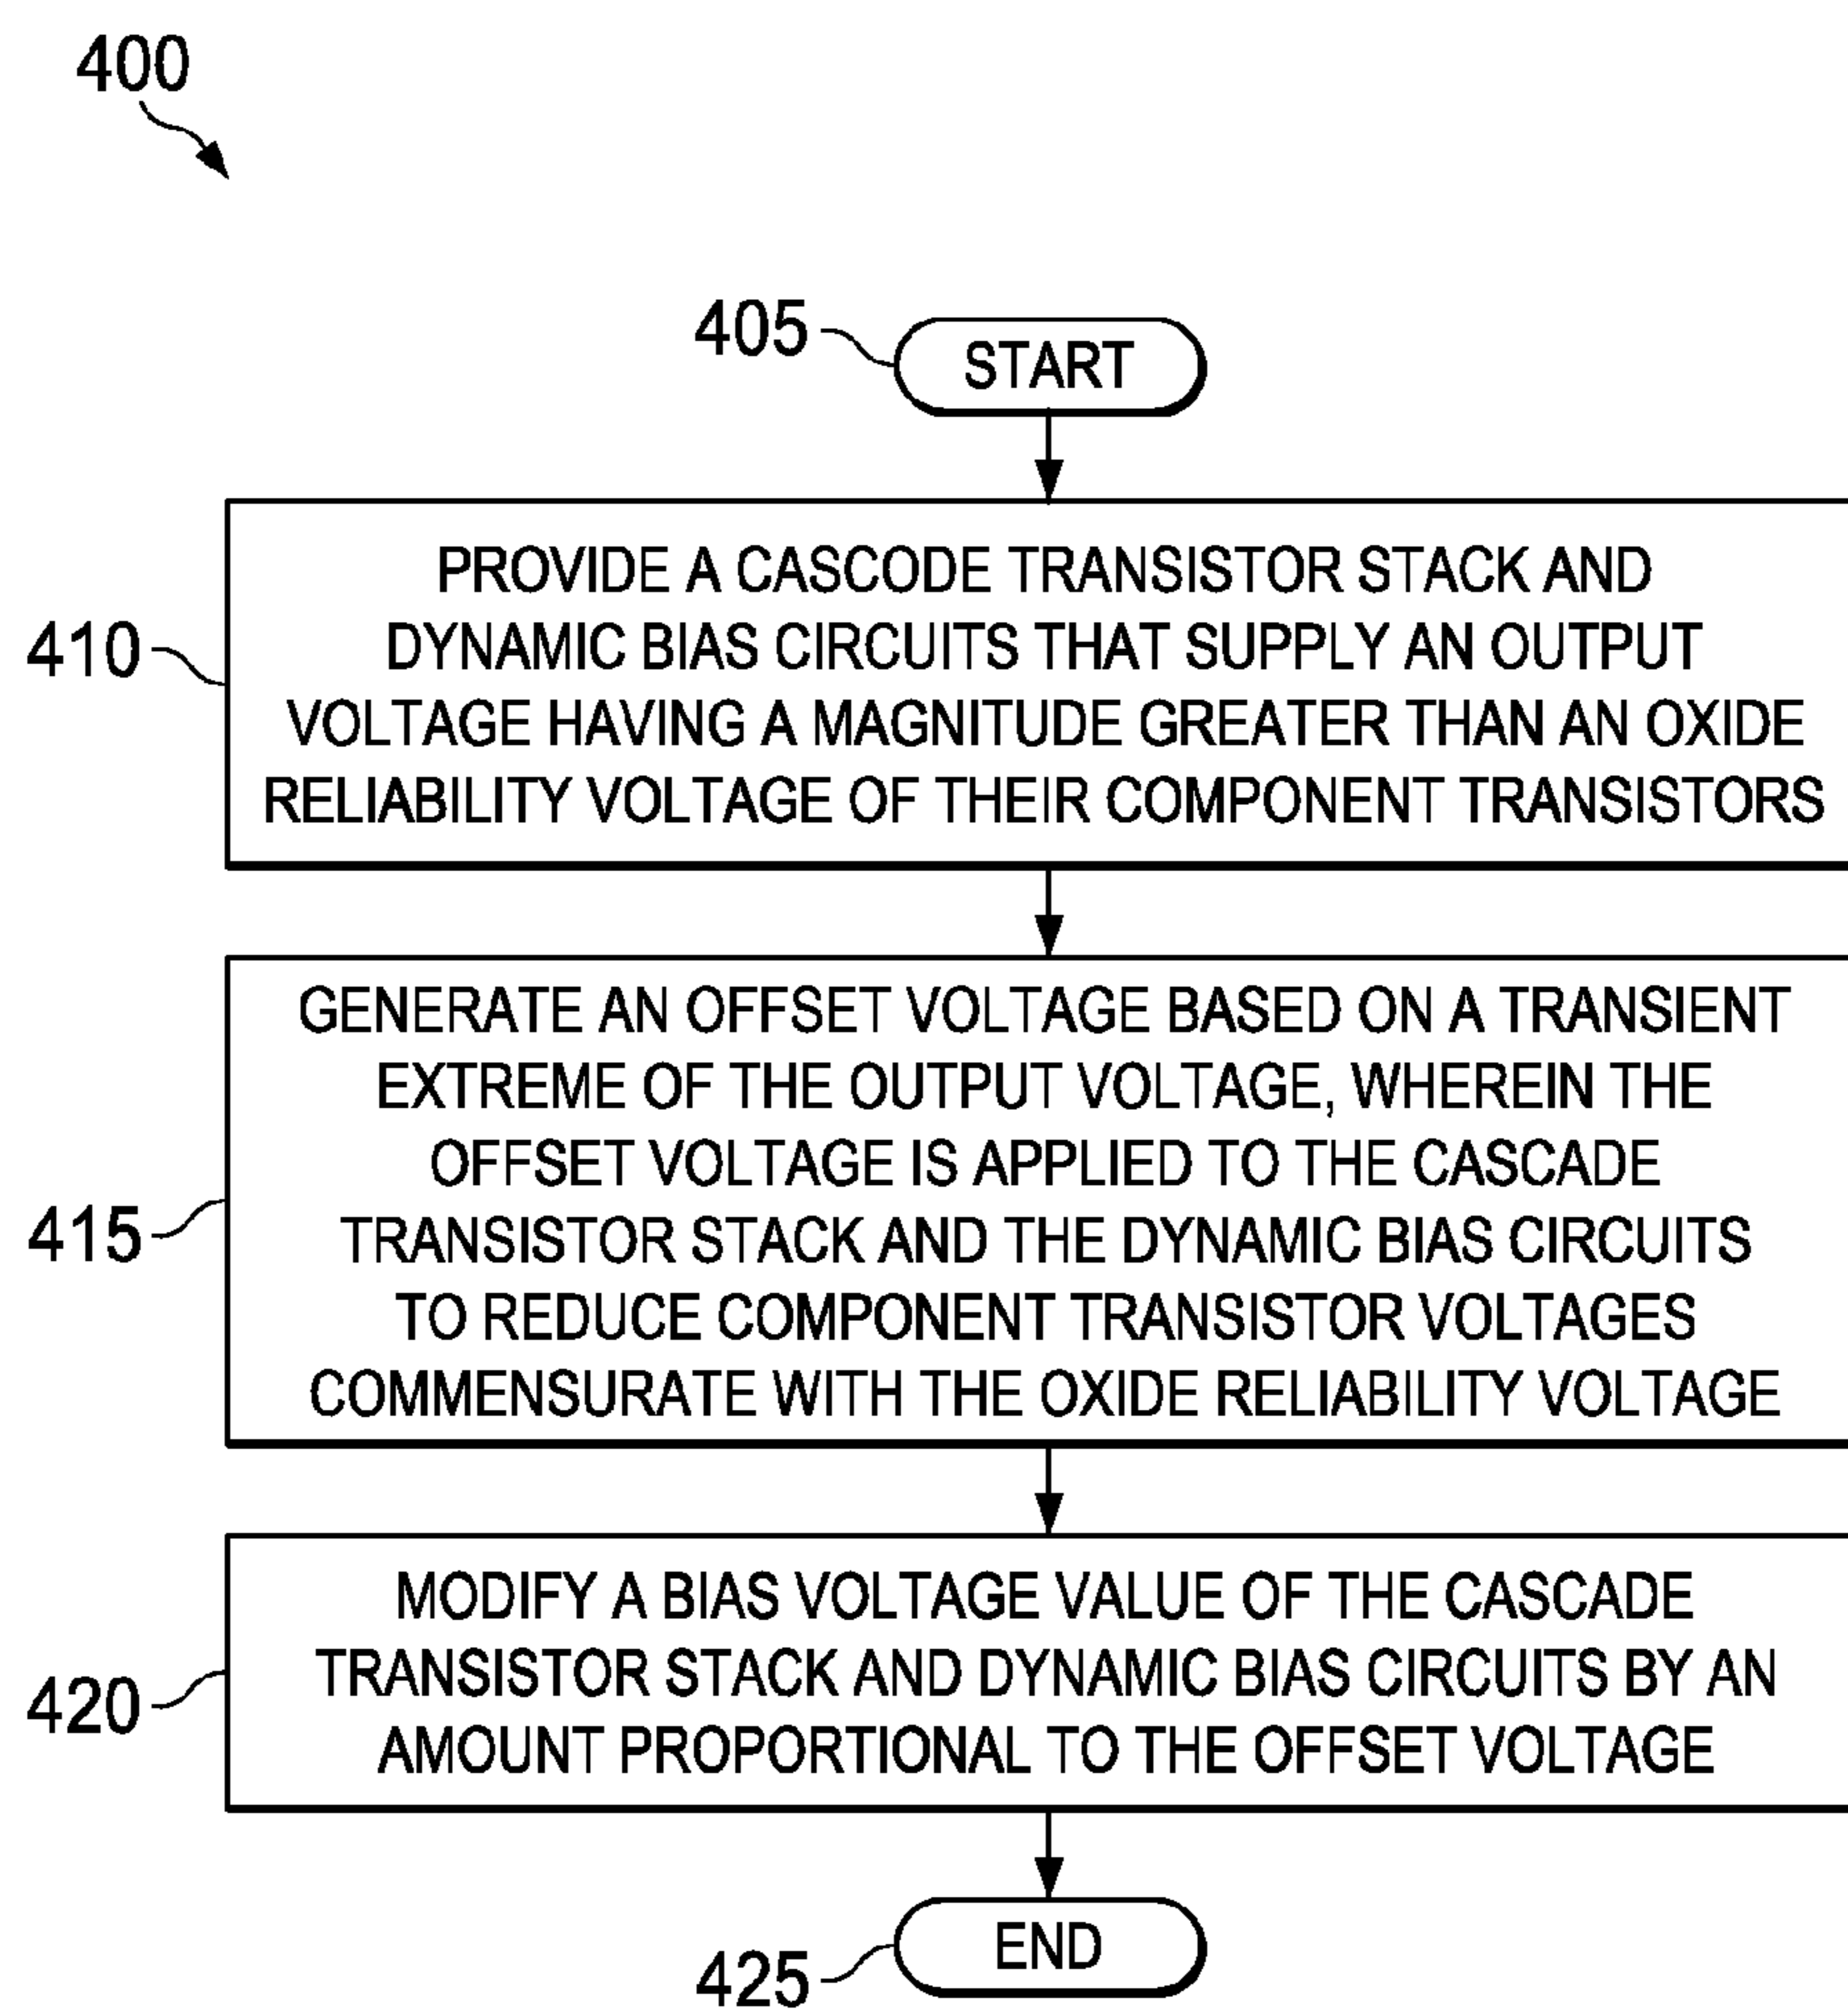 400
405
START
410
PROVIDE A CASCODE TRANSISTOR STACK AND
DYNAMIC BIAS CIRCUITS THAT SUPPLY AN OUTPUT
VOLTAGE HAVING A MAGNITUDE GREATER THAN AN OXIDE
RELIABILITY VOLTAGE OF THEIR COMPONENT TRANSISTORS
415
GENERATE AN OFFSET VOLTAGE BASED ON A TRANSIENT
EXTREME OF THE OUTPUT VOLTAGE, WHEREIN THE
OFFSET VOLTAGE IS APPLIED TO THE CASCADE
TRANSISTOR STACK AND THE DYNAMIC BIAS CIRCUITS
TO REDUCE COMPONENT TRANSISTOR VOLTAGES
COMMENSURATE WITH THE OXIDE RELIABILITY VOLTAGE
420
MODIFY A BIAS VOLTAGE VALUE OF THE CASCADE
TRANSISTOR STACK AND DYNAMIC BIAS CIRCUITS BY AN
AMOUNT PROPORTIONAL TO THE OFFSET VOLTAGE
425
END